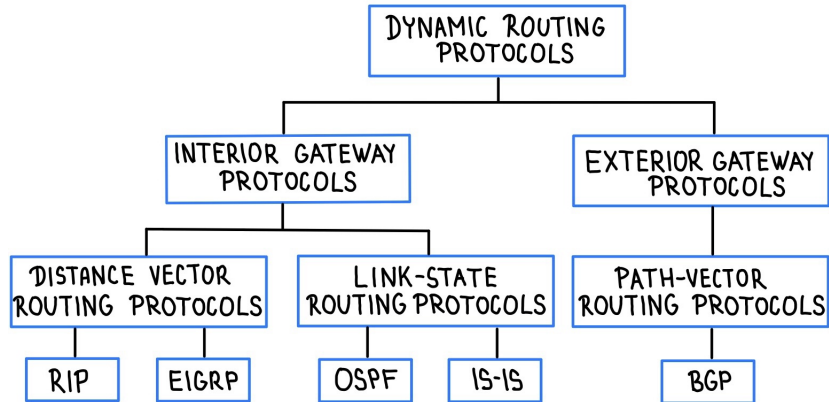 DYNAMIC ROUTING
PROTOCOLS
INTERIOR GATEWAY
PROTOCOLS
EXTERIOR GATEWAY
PROTOCOLS
DISTANCE VECTOR
ROUTING PROTOCOLS
LINK-STATE
ROUTING PROTOCOLS
PATH-VECTOR
ROUTING PROTOCOLS
RIP
EIGRP
OSPF
IS-IS
BGP